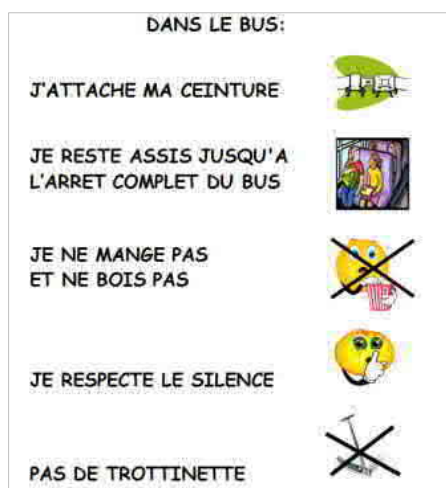 DANS LE BUS:
J'ATTACHE MA CEINTURE
JE RESTE ASSIS JUSQU'A
L'ARRET COMPLET DU BUS
JE NE MANGE PAS
ET NE BOIS PAS
JE RESPECTE LE SILENCE
PAS DE TROTTINETTE